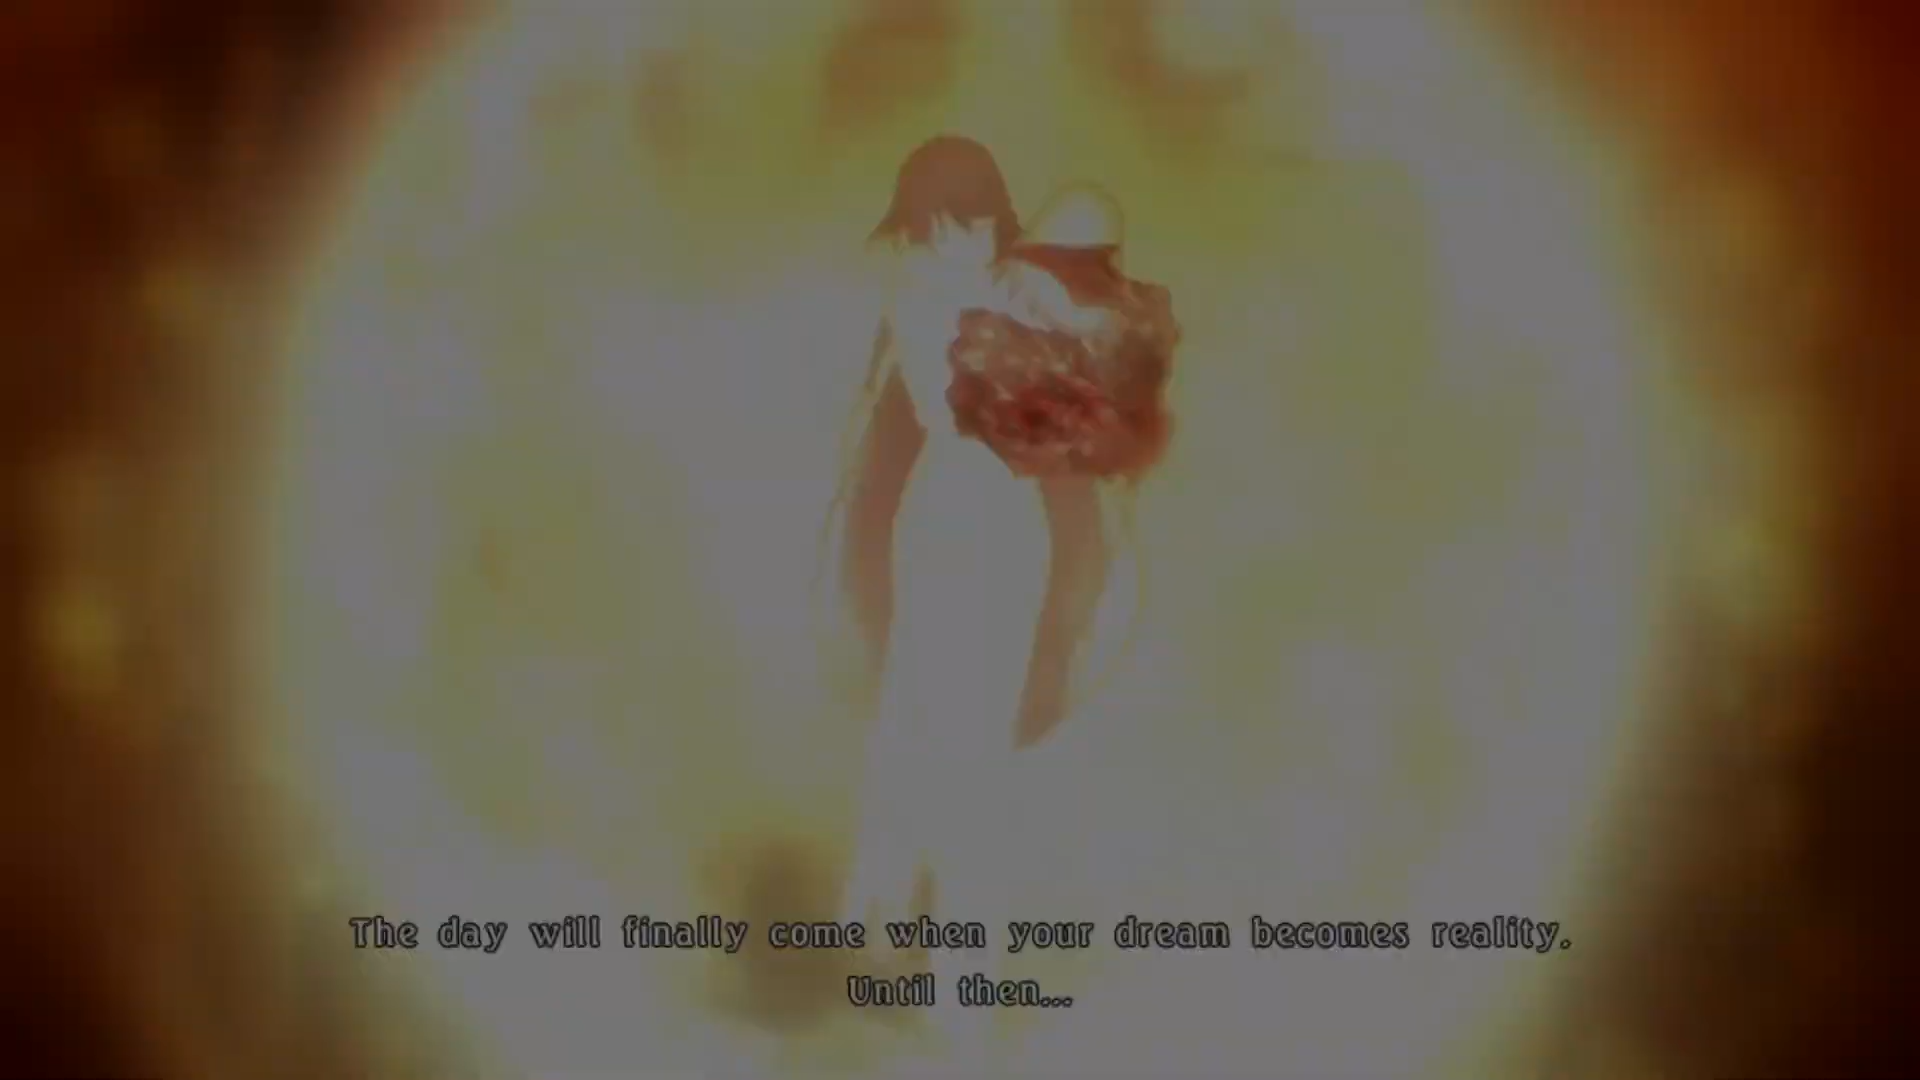 The day will finally come when your dream becomes reality.
Until then...